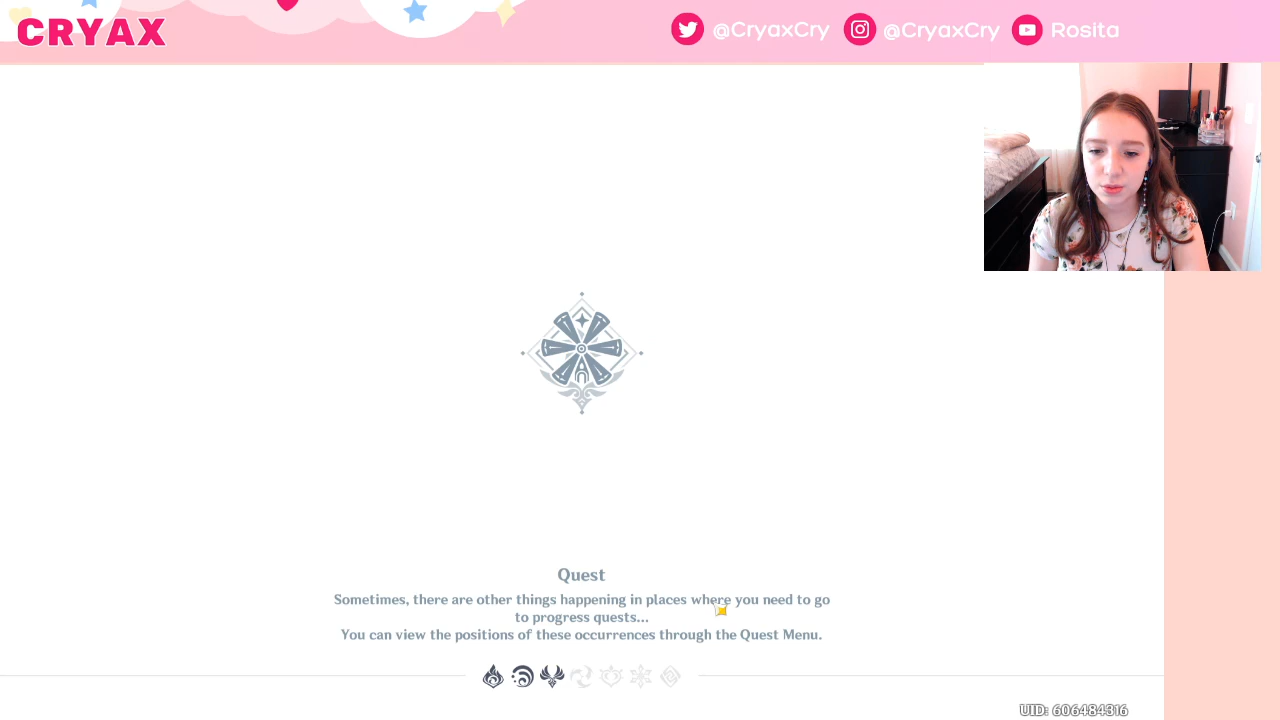 CRYAX
@CryaxCry
@CryaxCry
Rosita
Quest
Sometimes, there are other things happening in places where you need to go
to progress quests...
You can view the positions of these occurrences through the Quest Menu.
UID: 606484316